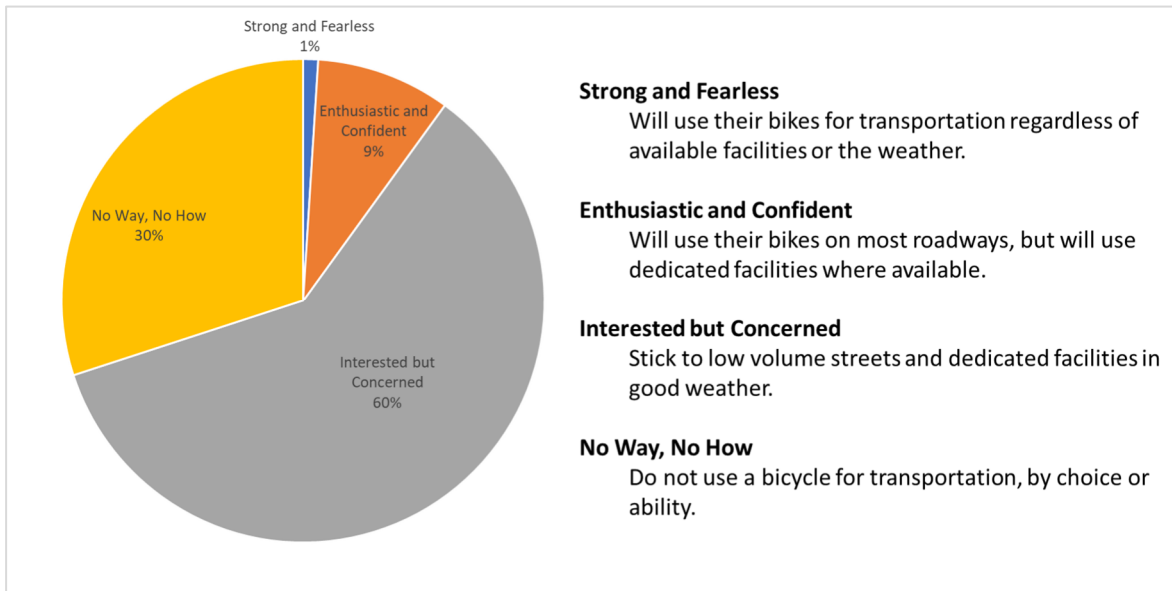 Strong and Fearless
1%
Enthusiastic and
Confident
9%
No Way, No How
30%
Interested but
Concerned
60%
Strong and Fearless
Will use their bikes for transportation regardless of
available facilities or the weather.
Enthusiastic and Confident
Will use their bikes on most roadways, but will use
dedicated facilities where available.
Interested but Concerned
Stick to low volume streets and dedicated facilities in
good weather.
No Way, No How
Do not use a bicycle for transportation, by choice or
ability.